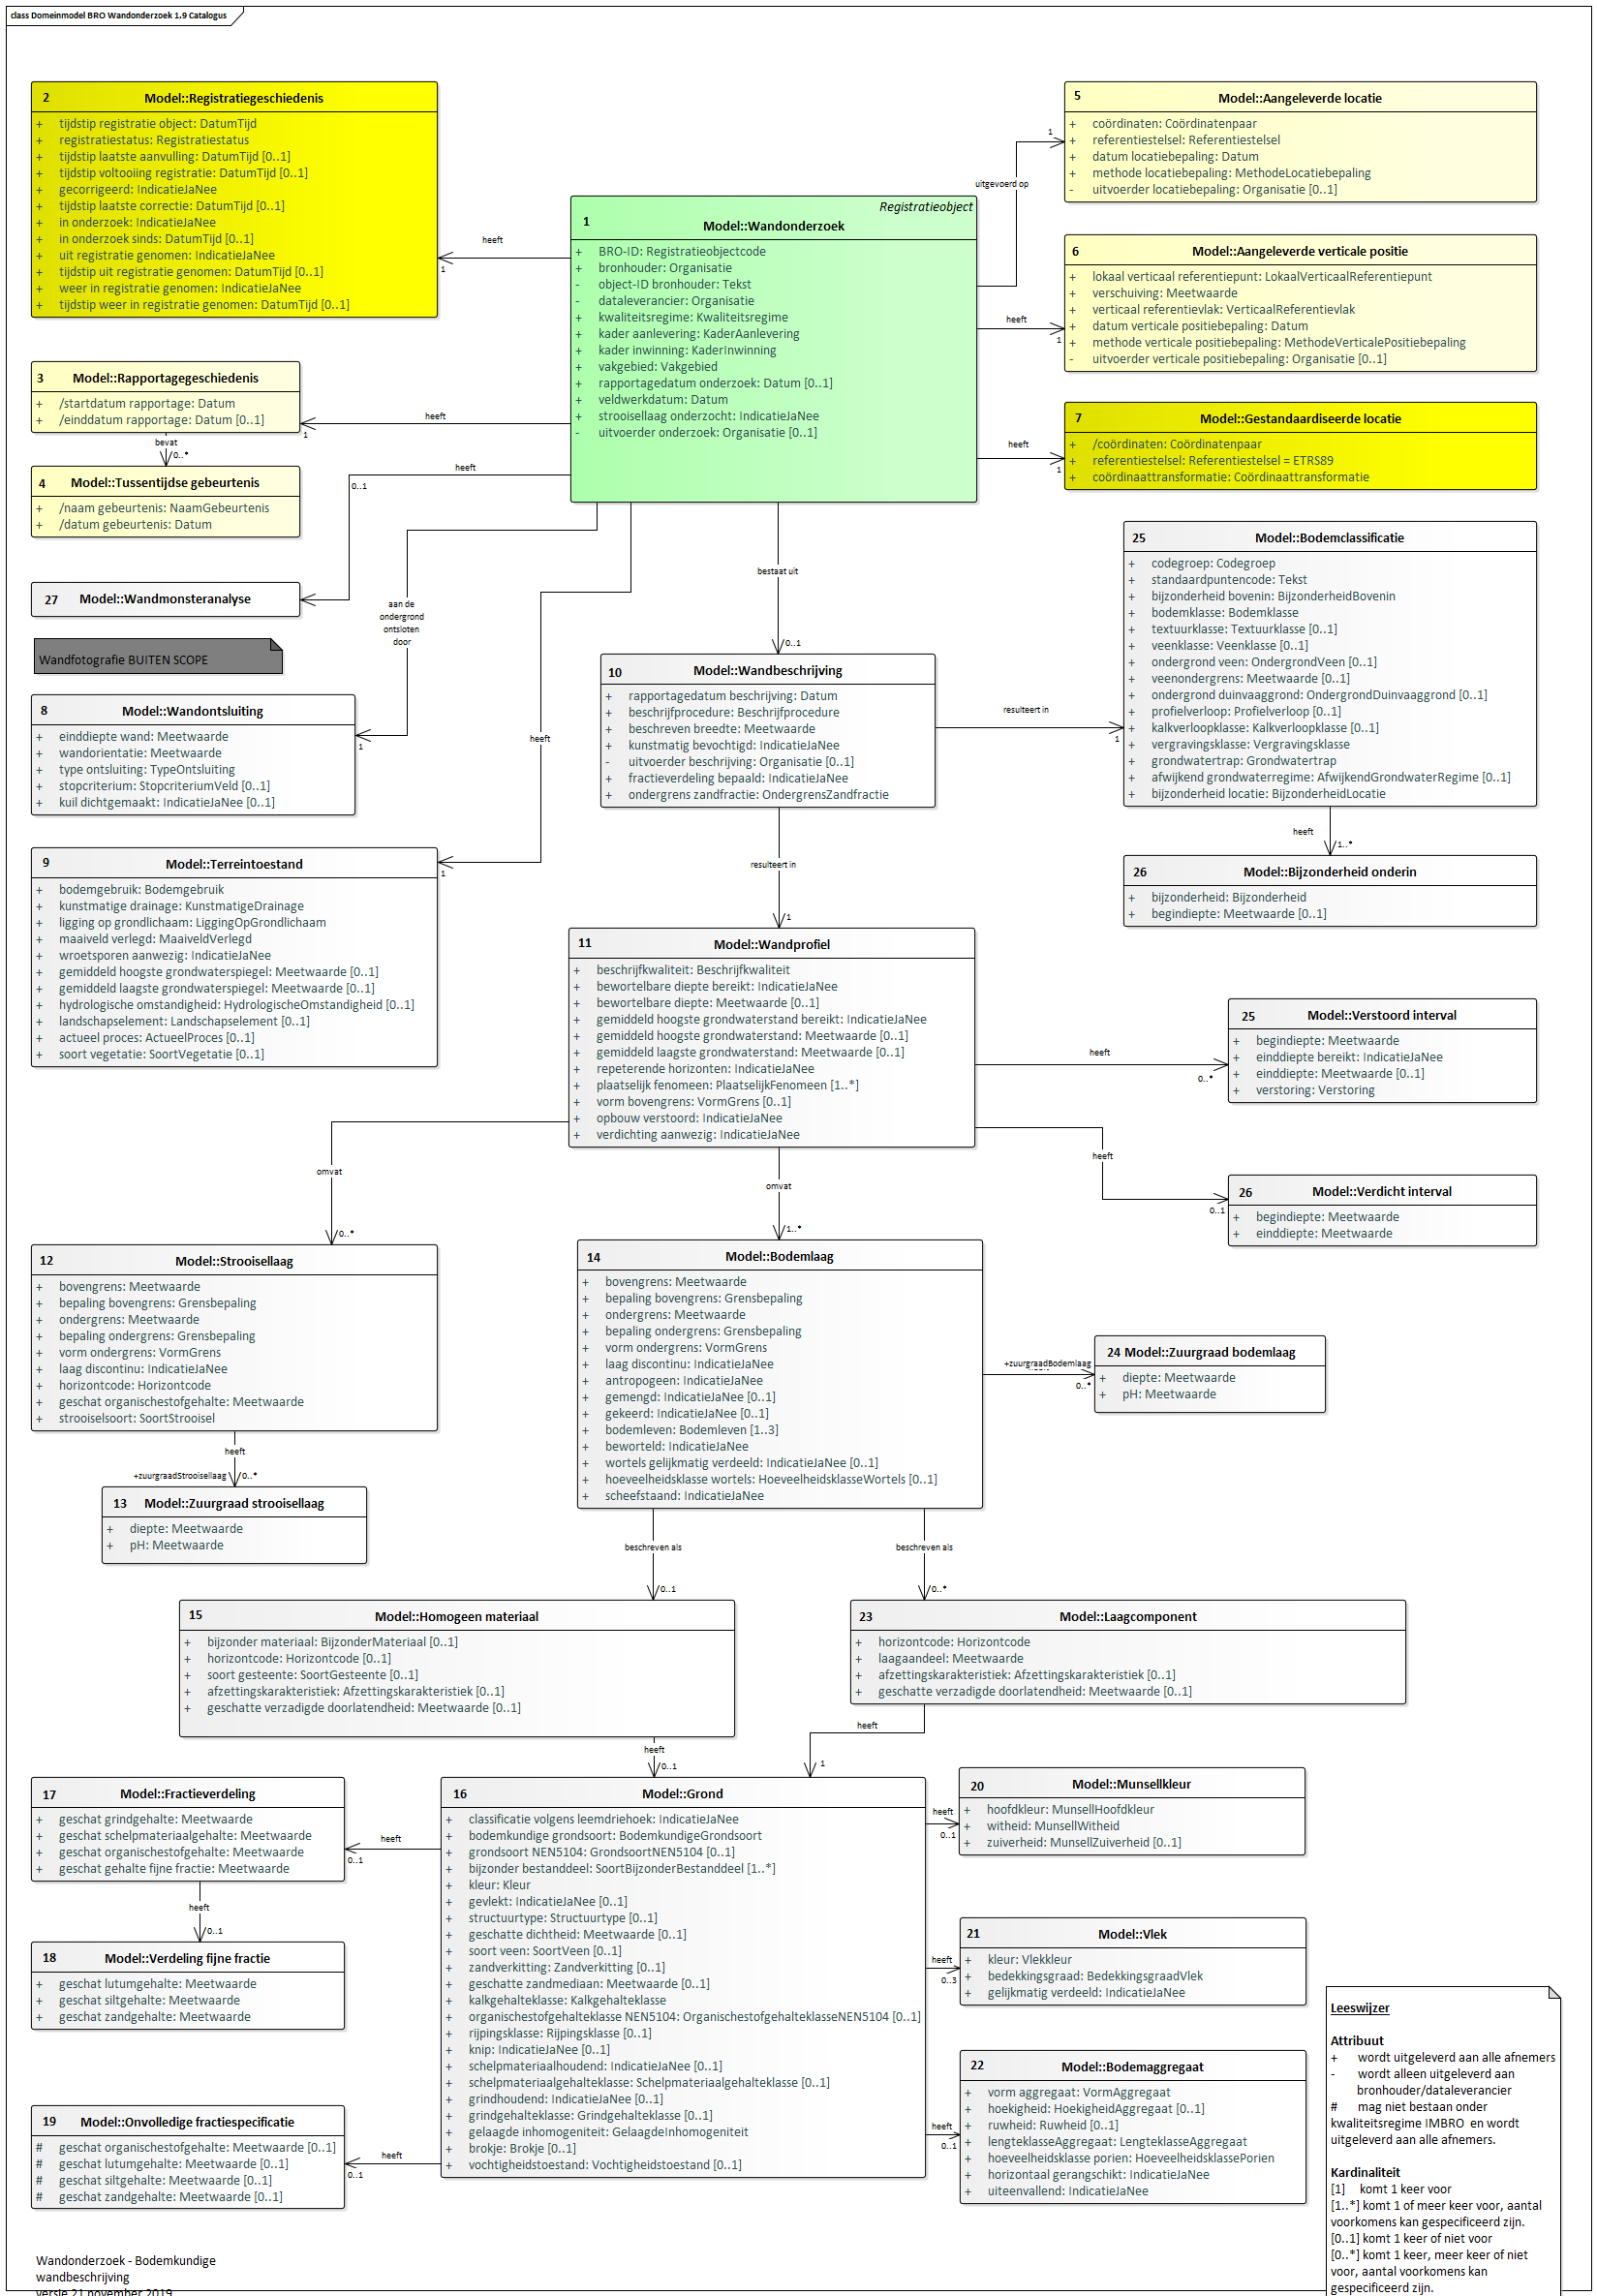 class Domeinmodel BRO Wandonderzoek 1.9 Catalogus
2 Model::Registratiegeschiedenis
+ tijdstip registratie object: DatumTijd
+ registratiestatus: Registratiestatus
+ tijdstip laatste aanvulling: DatumTijd [0..1]
+ tijdstip voltooiing registratie: DatumTijd [0..1]
+ gecorrigeerd: IndicatieJaNee
+ tijdstip laatste correctie: DatumTijd [0..1]
+ in onderzoek: IndicatieJaNee
+ in onderzoek sinds: DatumTijd [0..1]
+ uit registratie genomen: IndicatieJaNee
+ tijdstip uit registratie genomen: DatumTijd [0..1]
+ weer in registratie genomen: IndicatieJaNee
+ tijdstip weer in registratie genomen: DatumTijd [0..1]
heeft
1
Registratieobject
1 Model::Wandonderzoek
+ BRO-ID: Registratieobjectcode
+ bronhouder: Organisatie
- object-ID bronhouder: Tekst
- dataleverancier: Organisatie
+ kwaliteitsregime: Kwaliteitsregime
+ kader aanlevering: KaderAanlevering
+ kader inwinning: KaderInwinning
+ vakgebied: Vakgebied
+ rapportagedatum onderzoek: Datum [0..1]
+ veldwerkdatum: Datum
+ strooisellaag onderzocht: IndicatieJaNee
- uitvoerder onderzoek: Organisatie [0..1]
uitgevoerd op
1
5 Model::Aangeleverde locatie
+ coördinaten: Coördinatenpaar
+ referentiestelsel: Referentiestelsel
+ datum locatiebepaling: Datum
+ methode locatiebepaling: MethodeLocatiebepaling
- uitvoerder locatiebepaling: Organisatie [0..1]
heeft
1
6 Model::Aangeleverde verticale positie
+ lokaal verticaal referentiepunt: LokaalVerticaalReferentiepunt
+ verschuiving: Meetwaarde
+ verticaal referentievlak: VerticaalReferentievlak
+ datum verticale positiebepaling: Datum
+ methode verticale positiebepaling: MethodeVerticalePositiebepaling
- uitvoerder verticale positiebepaling: Organisatie [0..1]
heeft
1
7 Model::Gestandaardiseerde locatie
+ /coördinaten: Coördinatenpaar
+ referentiestelsel: Referentiestelsel = ETRS89
+ coördinaattransformatie: Coördinaattransformatie
3 Model::Rapportagegeschiedenis
+ /startdatum rapportage: Datum
+ /einddatum rapportage: Datum [0..1]
heeft
1
bevat
0..*
4 Model::Tussentijdse gebeurtenis
+ /naam gebeurtenis: NaamGebeurtenis
+ /datum gebeurtenis: Datum
heeft
0..1
27 Model::Wandmonsteranalyse
Wandfotografie BUITEN SCOPE
aan de
ondergrond
ontsloten
door
1
8 Model::Wandontsluiting
+ einddiepte wand: Meetwaarde
+ wandorientatie: Meetwaarde
+ type ontsluiting: TypeOntsluiting
+ stopcriterium: StopcriteriumVeld [0..1]
+ kuil dichtgemaakt: IndicatieJaNee [0..1]
heeft
1
9 Model::Terreintoestand
+ bodemgebruik: Bodemgebruik
+ kunstmatige drainage: KunstmatigeDrainage
+ ligging op grondlichaam: LiggingOpGrondlichaam
+ maaiveld verlegd: MaaiveldVerlegd
+ wroetsporen aanwezig: IndicatieJaNee
+ gemiddeld hoogste grondwaterspiegel: Meetwaarde [0..1]
+ gemiddeld laagste grondwaterspiegel: Meetwaarde [0..1]
+ hydrologische omstandigheid: HydrologischeOmstandigheid [0..1]
+ landschapselement: Landschapselement [0..1]
+ actueel proces: ActueelProces [0..1]
+ soort vegetatie: SoortVegetatie [0..1]
bestaat uit
0..1
10 Model::Wandbeschrijving
+ rapportagedatum beschrijving: Datum
+ beschrijfprocedure: Beschrijfprocedure
+ beschreven breedte: Meetwaarde
+ kunstmatig bevochtigd: IndicatieJaNee
- uitvoerder beschrijving: Organisatie [0..1]
+ fractieverdeling bepaald: IndicatieJaNee
+ ondergrens zandfractie: OndergrensZandfractie
resulteert in
1
25 Model::Bodemclassificatie
+ codegroep: Codegroep
+ standaardpuntencode: Tekst
+ bijzonderheid bovenin: BijzonderheidBovenin
+ bodemklasse: Bodemklasse
+ textuurklasse: Textuurklasse [0..1]
+ veenklasse: Veenklasse [0..1]
+ ondergrond veen: OndergrondVeen [0..1]
+ veenondergrens: Meetwaarde [0..1]
+ ondergrond duinvaaggrond: OndergrondDuinvaaggrond [0..1]
+ profielverloop: Profielverloop [0..1]
+ kalkverloopklasse: Kalkverloopklasse [0..1]
+ vergravingsklasse: Vergravingsklasse
+ grondwatertrap: Grondwatertrap
+ afwijkend grondwaterregime: AfwijkendGrondwaterRegime [0..1]
+ bijzonderheid locatie: BijzonderheidLocatie
heeft
1..*
26 Model::Bijzonderheid onderin
+ bijzonderheid: Bijzonderheid
+ begindiepte: Meetwaarde [0..1]
resulteert in
1
11 Model::Wandprofiel
+ beschrijfkwaliteit: Beschrijfkwaliteit
+ bewortelbare diepte bereikt: IndicatieJaNee
+ bewortelbare diepte: Meetwaarde [0..1]
+ gemiddeld hoogste grondwaterstand bereikt: IndicatieJaNee
+ gemiddeld hoogste grondwaterstand: Meetwaarde [0..1]
+ gemiddeld laagste grondwaterstand: Meetwaarde [0..1]
+ repeterende horizonten: IndicatieJaNee
+ plaatselijk fenomeen: PlaatselijkFenomeen [1..*]
+ vorm bovengrens: VormGrens [0..1]
+ opbouw verstoord: IndicatieJaNee
+ verdichting aanwezig: IndicatieJaNee
heeft
0..*
25 Model::Verstoord interval
+ begindiepte: Meetwaarde
+ einddiepte bereikt: IndicatieJaNee
+ einddiepte: Meetwaarde [0..1]
+ verstoring: Verstoring
heeft
0..1
26 Model::Verdicht interval
+ begindiepte: Meetwaarde
+ einddiepte: Meetwaarde
omvat
0..*
12 Model::Strooisellaag
+ bovengrens: Meetwaarde
+ bepaling bovengrens: Grensbepaling
+ ondergrens: Meetwaarde
+ bepaling ondergrens: Grensbepaling
+ vorm ondergrens: VormGrens
+ laag discontinu: IndicatieJaNee
+ horizontcode: Horizontcode
+ geschat organischestofgehalte: Meetwaarde
+ strooiselsoort: SoortStrooisel
heeft
+zuurgraadStrooisellaag 0..*
13 Model::Zuurgraad strooisellaag
+ diepte: Meetwaarde
+ pH: Meetwaarde
omvat
1..*
14 Model::Bodemlaag
+ bovengrens: Meetwaarde
+ bepaling bovengrens: Grensbepaling
+ ondergrens: Meetwaarde
+ bepaling ondergrens: Grensbepaling
+ vorm ondergrens: VormGrens
+ laag discontinu: IndicatieJaNee
+ antropogeen: IndicatieJaNee
+ gemengd: IndicatieJaNee [0..1]
+ gekeerd: IndicatieJaNee [0..1]
+ bodemleven: Bodemleven [1..3]
+ beworteld: IndicatieJaNee
+ wortels gelijkmatig verdeeld: IndicatieJaNee [0..1]
+ hoeveelheidsklasse wortels: HoeveelheidsklasseWortels [0..1]
+ scheefstaand: IndicatieJaNee
+zuurgraadBodemlaag
0..*
24 Model::Zuurgraad bodemlaag
+ diepte: Meetwaarde
+ pH: Meetwaarde
beschreven als
0..1
beschreven als
0..*
15 Model::Homogeen materiaal
+ bijzonder materiaal: BijzonderMateriaal [0..1]
+ horizontcode: Horizontcode [0..1]
+ soort gesteente: SoortGesteente [0..1]
+ afzettingskarakteristiek: Afzettingskarakteristiek [0..1]
+ geschatte verzadigde doorlatendheid: Meetwaarde [0..1]
23 Model::Laagcomponent
+ horizontcode: Horizontcode
+ laagaandeel: Meetwaarde
+ afzettingskarakteristiek: Afzettingskarakteristiek [0..1]
+ geschatte verzadigde doorlatendheid: Meetwaarde [0..1]
heeft
0..1
heeft
1
17 Model::Fractieverdeling
+ geschat grindgehalte: Meetwaarde
+ geschat schelpmateriaalgehalte: Meetwaarde
+ geschat organischestofgehalte: Meetwaarde
+ geschat gehalte fijne fractie: Meetwaarde
heeft
0..1
heeft
0..1
18 Model::Verdeling fijne fractie
+ geschat lutumgehalte: Meetwaarde
+ geschat siltgehalte: Meetwaarde
+ geschat zandgehalte: Meetwaarde
19 Model::Onvolledige fractiespecificatie
# geschat organischestofgehalte: Meetwaarde [0..1]
# geschat lutumgehalte: Meetwaarde [0..1]
# geschat siltgehalte: Meetwaarde [0..1]
# geschat zandgehalte: Meetwaarde [0..1]
heeft
0..1
16 Model::Grond
+ classificatie volgens leemdriehoek: IndicatieJaNee
+ bodemkundige grondsoort: BodemkundigeGrondsoort
+ grondsoort NEN5104: GrondsoortNEN5104 [0..1]
+ bijzonder bestanddeel: SoortBijzonderBestanddeel [1..*]
+ kleur: Kleur
+ gevlekt: IndicatieJaNee [0..1]
+ structuurtype: Structuurtype [0..1]
+ geschatte dichtheid: Meetwaarde [0..1]
+ soort veen: SoortVeen [0..1]
+ zandverkitting: Zandverkitting [0..1]
+ geschatte zandmediaan: Meetwaarde [0..1]
+ kalkgehalteklasse: Kalkgehalteklasse
+ organischestofgehalteklasse NEN5104: OrganischestofgehalteklasseNEN5104 [0..1]
+ rijpingsklasse: Rijpingsklasse [0..1]
+ knip: IndicatieJaNee [0..1]
+ schelpmateriaalhoudend: IndicatieJaNee [0..1]
+ schelpmateriaalgehalteklasse: Schelpmateriaalgehalteklasse [0..1]
+ grindhoudend: IndicatieJaNee [0..1]
+ grindgehalteklasse: Grindgehalteklasse [0..1]
+ gelaagde inhomogeniteit: GelaagdeInhomogeniteit
+ brokje: Brokje [0..1]
+ vochtigheidstoestand: Vochtigheidstoestand [0..1]
heeft
0..1
20 Model::Munsellkleur
+ hoofdkleur: MunsellHoofdkleur
+ witheid: MunsellWitheid
+ zuiverheid: MunsellZuiverheid [0..1]
heeft
0..3
21 Model::Vlek
+ kleur: Vlekkleur
+ bedekkingsgraad: BedekkingsgraadVlek
+ gelijkmatig verdeeld: IndicatieJaNee
heeft
0..1
22 Model::Bodemaggregaat
+ vorm aggregaat: VormAggregaat
+ hoekigheid: HoekigheidAggregaat [0..1]
+ ruwheid: Ruwheid [0..1]
+ lengteklasseAggregaat: LengteklasseAggregaat
+ hoeveelheidsklasse porien: HoeveelheidsklassePorien
+ horizontaal gerangschikt: IndicatieJaNee
+ uiteenvallend: IndicatieJaNee
Leeswijzer
Attribuut
+ wordt uitgeleverd aan alle afnemers
- wordt alleen uitgeleverd aan
bronhouder/dataleverancier
# mag niet bestaan onder
kwaliteitsregime IMBRO en wordt
uitgeleverd aan alle afnemers.
Kardinaliteit
[1] komt 1 keer voor
[1..*] komt 1 of meer keer voor, aantal
voorkomens kan gespecificeerd zijn.
[0..1] komt 1 keer of niet voor
[0..*] komt 1 keer, meer keer of niet
voor, aantal voorkomens kan
gespecificeerd zijn.
Wandonderzoek - Bodemkundige
wandbeschrijving
versie 21 november 2019